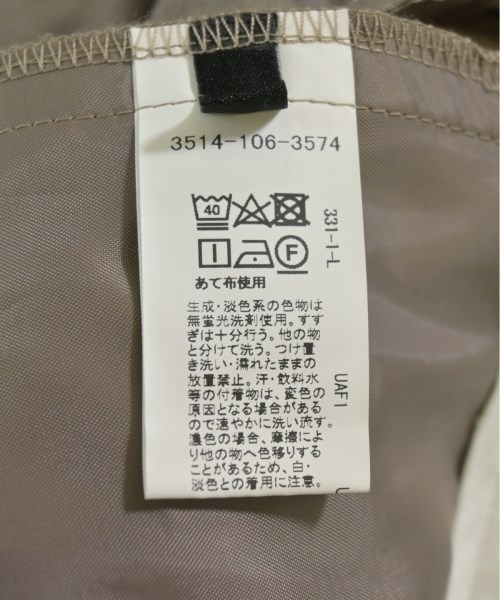 3514-106-3574
40
F
331-1-L
あて布使用
生成・淡色系の色物は
無蛍光洗剤使用。すす
ぎは十分行う。他の物
と分けて洗う。つけ置
き洗い・濡れたままの
放置禁止。汗・飲料水
等の付着物は、変色の
原因となる場合がある
ので速やかに洗い流す。
濃色の場合、摩擦によ
り他の物へ色移りする
ことがあるため、白・
淡色との着用に注意。
UAF1